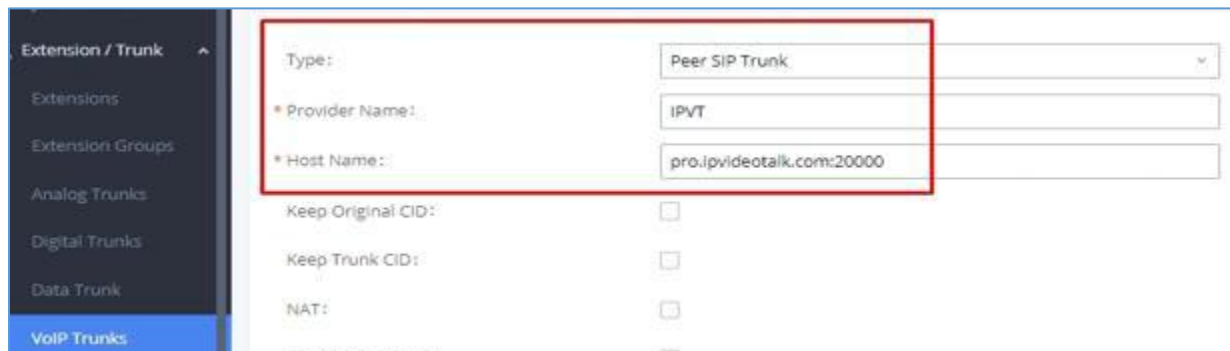 Extension / Trunk
Extensions
Extension Groups
Analog Trunks
Digital Trunks
Data Trunk
VoIP Trunks
Type: Peer SIP Trunk
* Provider Name: IPVT
* Host Name: pro.ipvideotalk.com:20000
Keep Original CID:
Keep Trunk CID:
NAT: